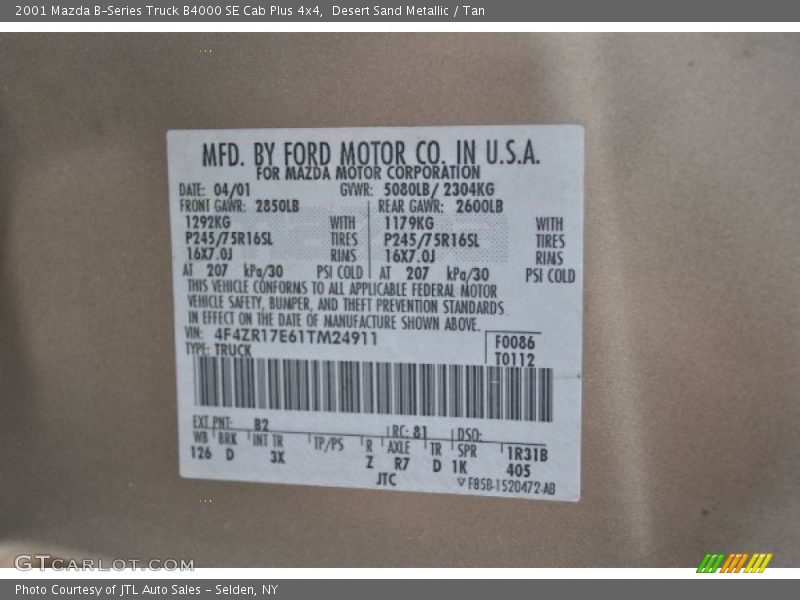 2001 Mazda B-Series Truck B4000 SE Cab Plus 4x4, Desert Sand Metallic / Tan
MFD. BY FORD MOTOR CO. IN U.S.A.
FOR MAZDA MOTOR CORPORATION
DATE: 04/01 GVWR: 5080LB/ 2304KG
FRONT GAWR: 2850LB REAR GAWR: 2600LB
1292KG WITH 1179KG WITH
P245/75R16SL TIRES P245/75R16SL TIRES
16X7.0J RIMS 16X7.0J RIMS
AT 207 kPa/30 PSI COLD AT 207 kPa/30 PSI COLD
THIS VEHICLE CONFORMS TO ALL APPLICABLE FEDERAL MOTOR
VEHICLE SAFETY, BUMPER, AND THEFT PREVENTION STANDARDS
IN EFFECT ON THE DATE OF MANUFACTURE SHOWN ABOVE.
VIN: 4F4ZR17E61TM24911 F0086
TYPE: TRUCK T0112
EXT PNT: B2 RC: 81 DSO:
WB BRK INT TR TP/PS R AXLE TR SPR 1R31B
126 D 3X Z R7 D 1K 405
JTC F85B-1520472-AB
GTCARLOT.COM
Photo Courtesy of JTL Auto Sales - Selden, NY